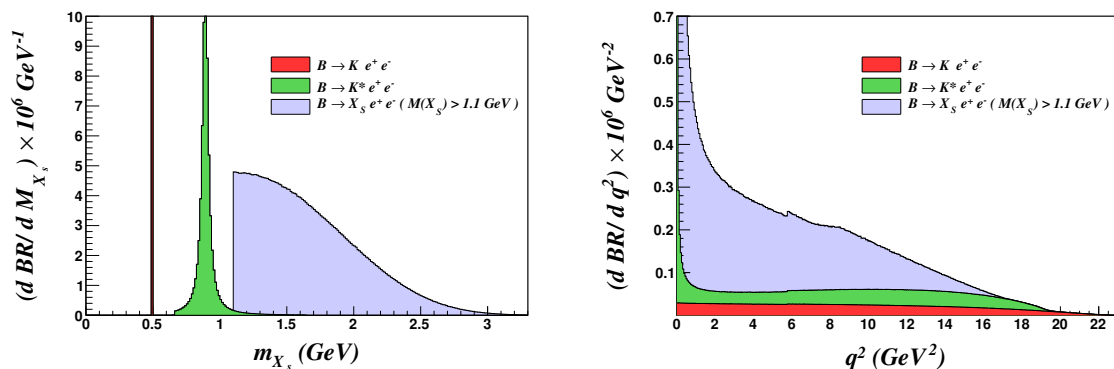 (d BR/ d M_{X_s}) × 10^6 GeV^{-1}
10
9
8
7
6
5
4
3
2
1
0
0 0.5 1 1.5 2 2.5 3
m_{X_s} (GeV)
B → K e^+ e^-
B → K* e^+ e^-
B → X_S e^+ e^- ( M(X_S) > 1.1 GeV )
(d BR/ d q^2) × 10^6 GeV^{-2}
0.7
0.6
0.5
0.4
0.3
0.2
0.1
0 2 4 6 8 10 12 14 16 18 20 22
q^2 (GeV^2)
B → K e^+ e^-
B → K* e^+ e^-
B → X_S e^+ e^- ( M(X_S) > 1.1 GeV )